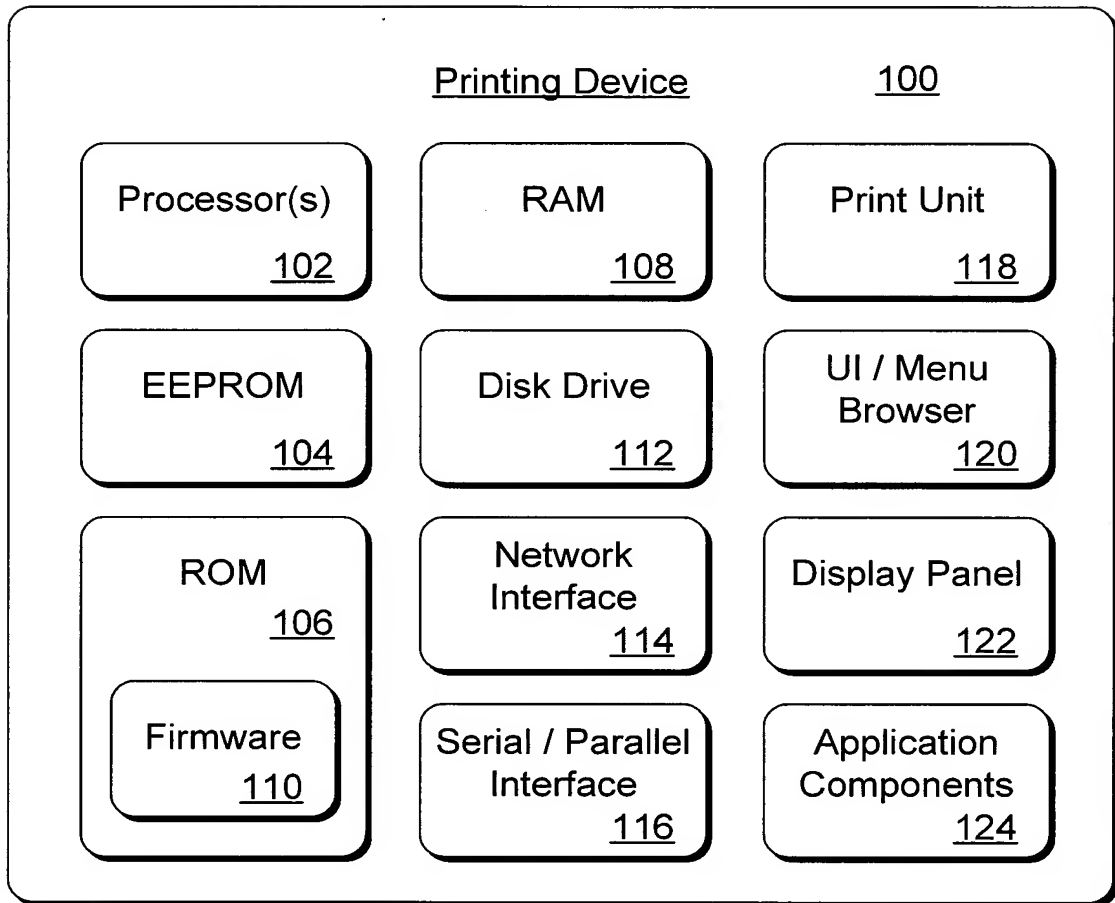 Printing Device 100
Processor(s)
102
RAM
108
Print Unit
118
EEPROM
104
Disk Drive
112
UI / Menu
Browser
120
ROM
106
Firmware
110
Network
Interface
114
Display Panel
122
Serial / Parallel
Interface
116
Application
Components
124